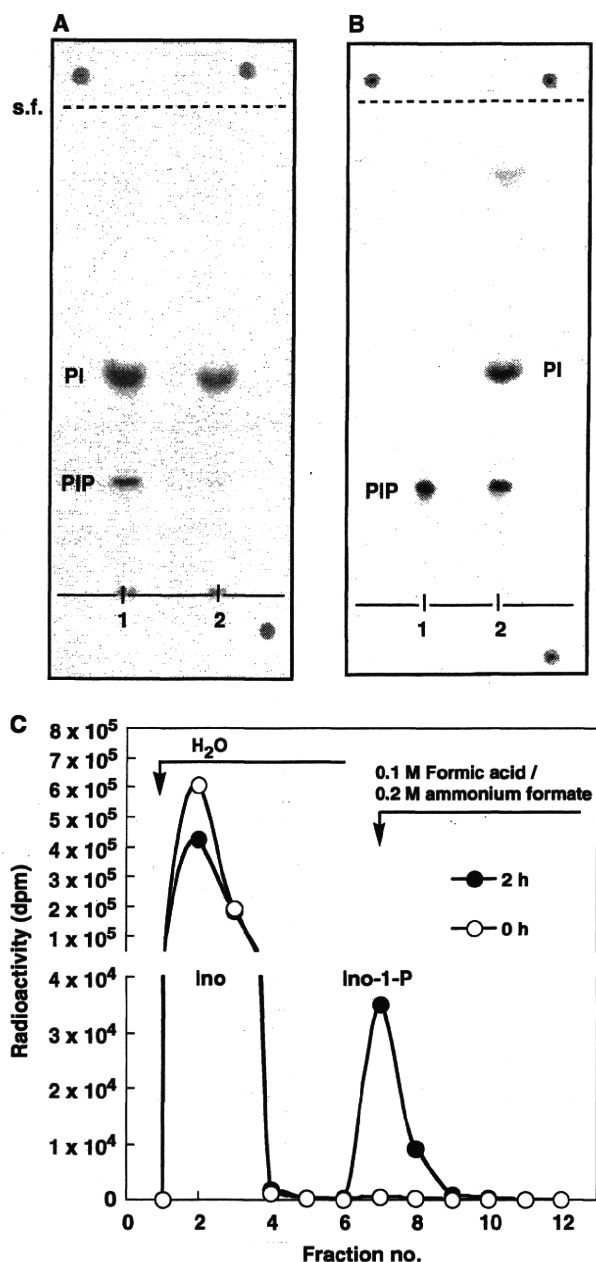 A
B
s.f.
PI
PI
PIP
PIP
1
2
1
2
C
8 x 10⁵
7 x 10⁵
6 x 10⁵
5 x 10⁵
4 x 10⁵
3 x 10⁵
2 x 10⁵
1 x 10⁵
4 x 10⁴
3 x 10⁴
2 x 10⁴
1 x 10⁴
0
Radioactivity (dpm)
H₂O
0.1 M Formic acid /
0.2 M ammonium formate
2 h
0 h
Ino
Ino-1-P
0 2 4 6 8 10 12
Fraction no.